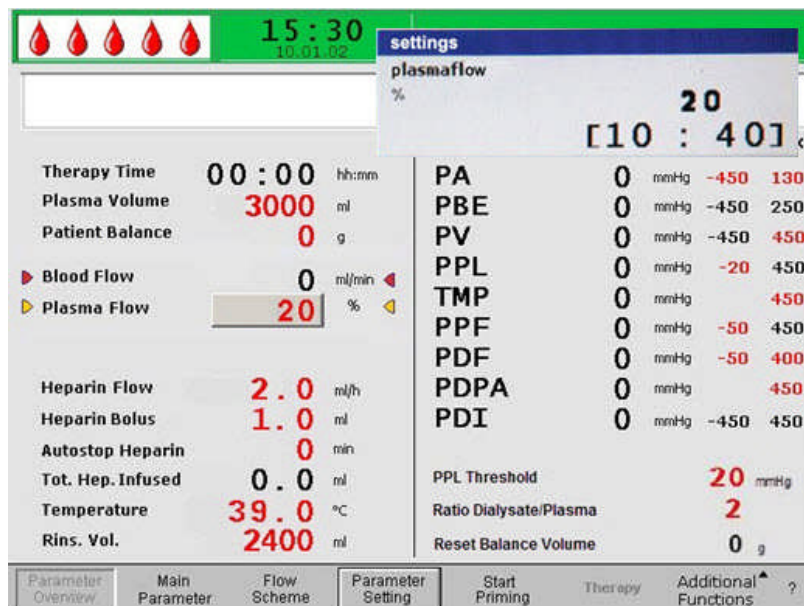 15:30
10.01.02
settings
plasmaflow
%
20
[10 : 40]
Therapy Time 00:00 hh:mm
Plasma Volume 3000 ml
Patient Balance 0 g
Blood Flow 0 ml/min
Plasma Flow 20 %
Heparin Flow 2.0 ml/h
Heparin Bolus 1.0 ml
Autostop Heparin 0 min
Tot. Hep. Infused 0.0 ml
Temperature 39.0 °C
Rins. Vol. 2400 ml
PA 0 mmHg -450 130
PBE 0 mmHg -450 250
PV 0 mmHg -450 450
PPL 0 mmHg -20 450
TMP 0 mmHg 450
PPF 0 mmHg -50 450
PDF 0 mmHg -50 400
PDPA 0 mmHg 450
PDI 0 mmHg -450 450
PPL Threshold 20 mmHg
Ratio Dialysate/Plasma 2
Reset Balance Volume 0 g
Parameter Overview
Main Parameter
Flow Scheme
Parameter Setting
Start Priming
Therapy
Additional Functions
?